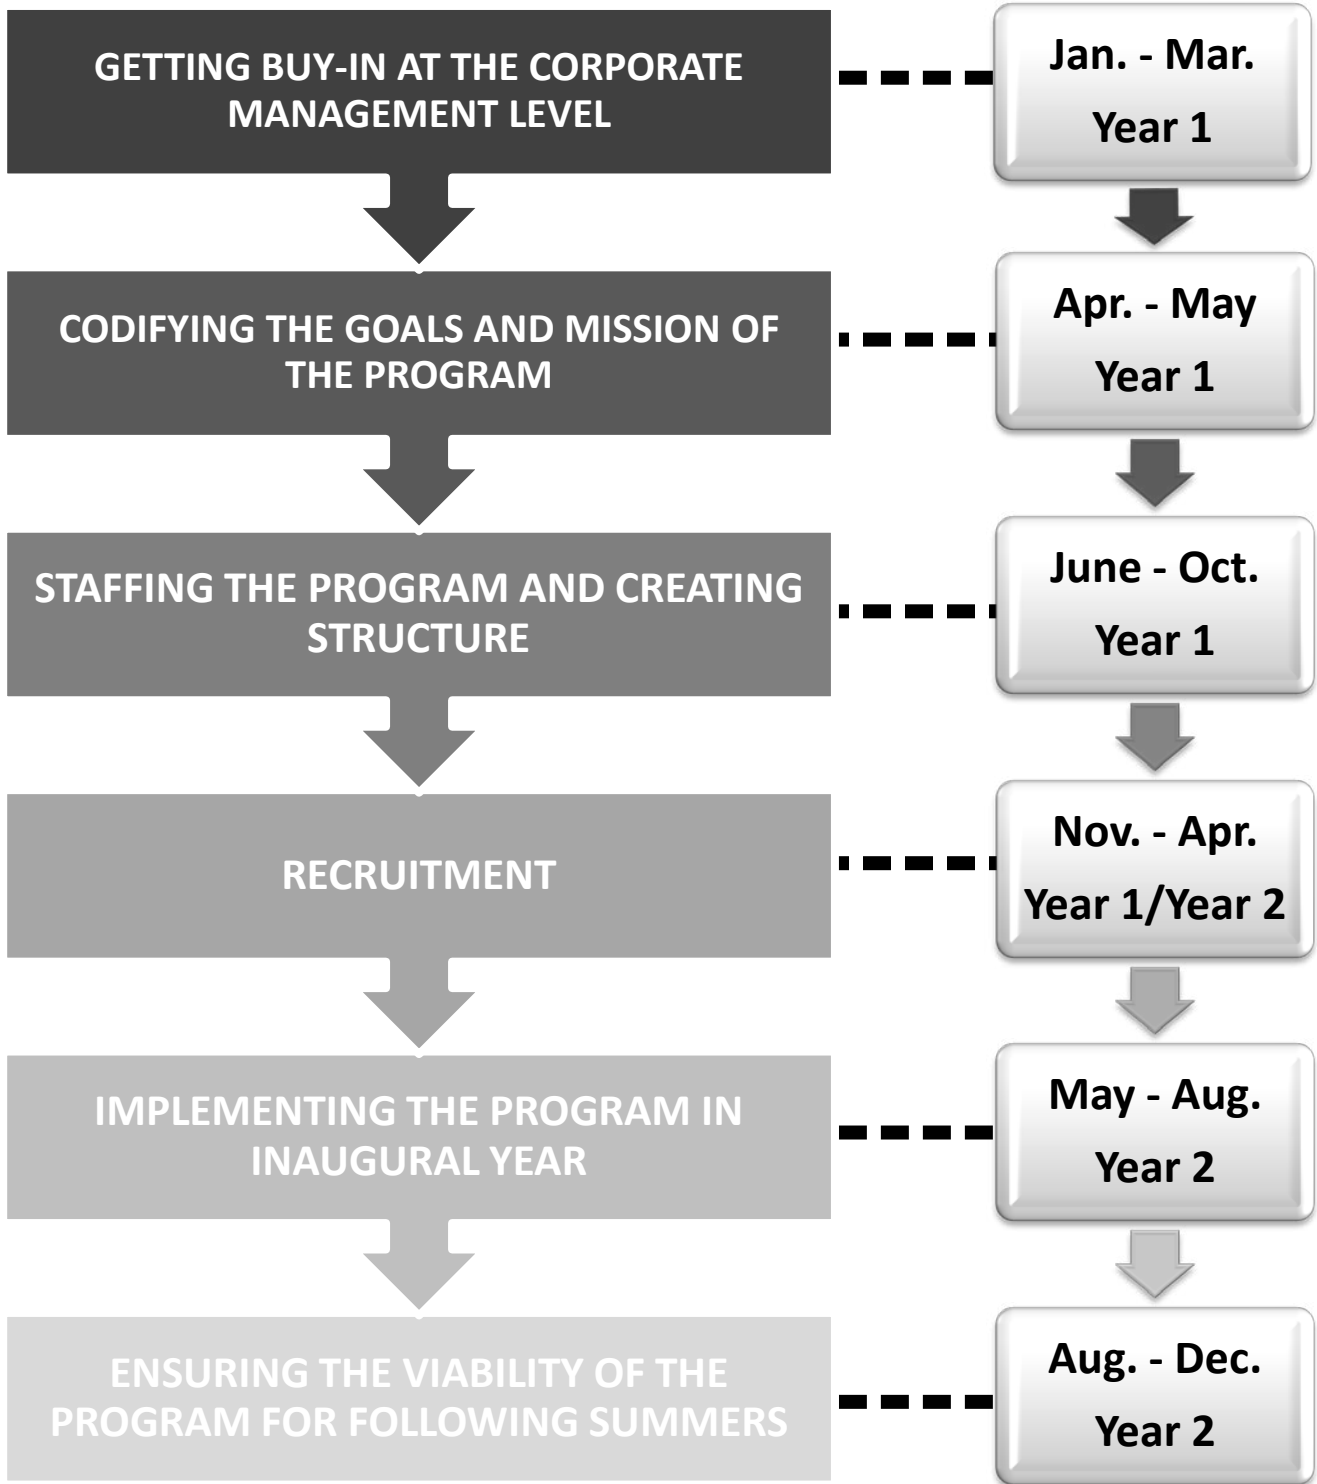 GETTING BUY-IN AT THE CORPORATE
MANAGEMENT LEVEL
Jan. - Mar.
Year 1
CODIFYING THE GOALS AND MISSION OF
THE PROGRAM
Apr. - May
Year 1
STAFFING THE PROGRAM AND CREATING
STRUCTURE
June - Oct.
Year 1
RECRUITMENT
Nov. - Apr.
Year 1/Year 2
IMPLEMENTING THE PROGRAM IN
INAUGURAL YEAR
May - Aug.
Year 2
ENSURING THE VIABILITY OF THE
PROGRAM FOR FOLLOWING SUMMERS
Aug. - Dec.
Year 2